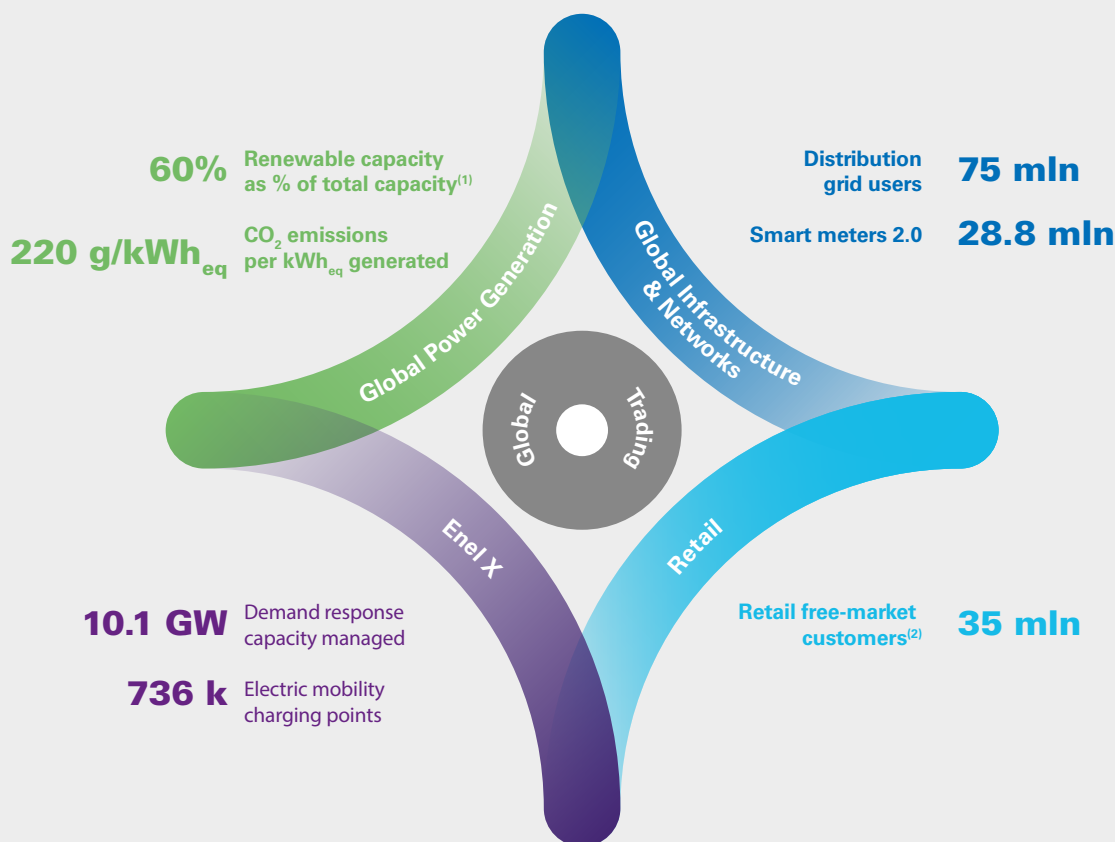 60%
Renewable capacity
as % of total capacity(1)
220 g/kWheq
CO2 emissions
per kWheq generated
Distribution
grid users
75 mln
Smart meters 2.0
28.8 mln
Global Power Generation
Global Infrastructure
& Networks
Global
Trading
Enel X
Retail
10.1 GW
Demand response
capacity managed
736 k
Electric mobility
charging points
Retail free-market
customers(2)
35 mln